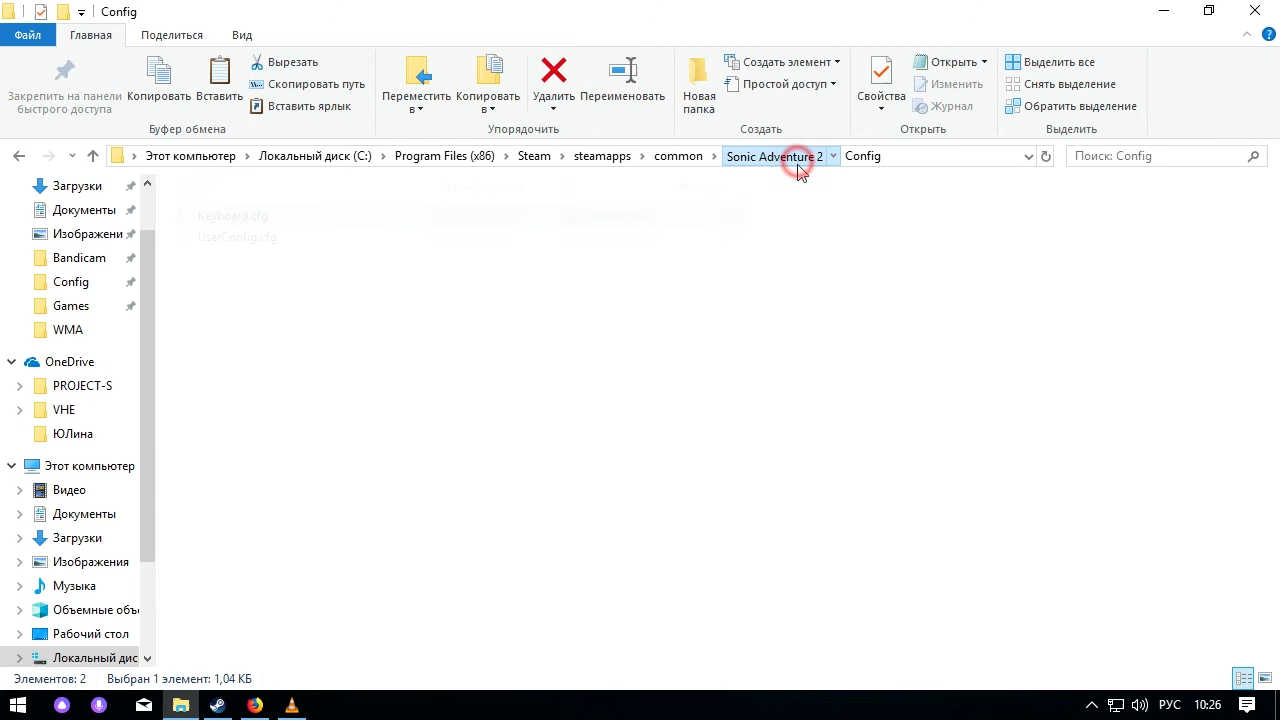 Config
Файл Главная Поделиться Вид
Закрепить на панели быстрого доступа
Копировать
Вставить
Вырезать
Скопировать путь
Вставить ярлык
Буфер обмена
Переместить в
Копировать в
Удалить
Переименовать
Упорядочить
Новая папка
Создать элемент
Простой доступ
Создать
Свойства
Открыть
Изменить
Журнал
Открыть
Выделить все
Снять выделение
Обратить выделение
Выделить
Этот компьютер Локальный диск (C:) Program Files (x86) Steam steamapps common Sonic Adventure 2 Config
Поиск: Config
Загрузки
Документы
Изображени
Bandicam
Config
Games
WMA
OneDrive
PROJECT-S
VHE
ЮЛина
Этот компьютер
Видео
Документы
Загрузки
Изображения
Музыка
Объемные объ
Рабочий стол
Локальный дис
Keyboard.cfg
UserConfig.cfg
Элементов: 2 Выбран 1 элемент: 1,04 КБ
РУС 10:26